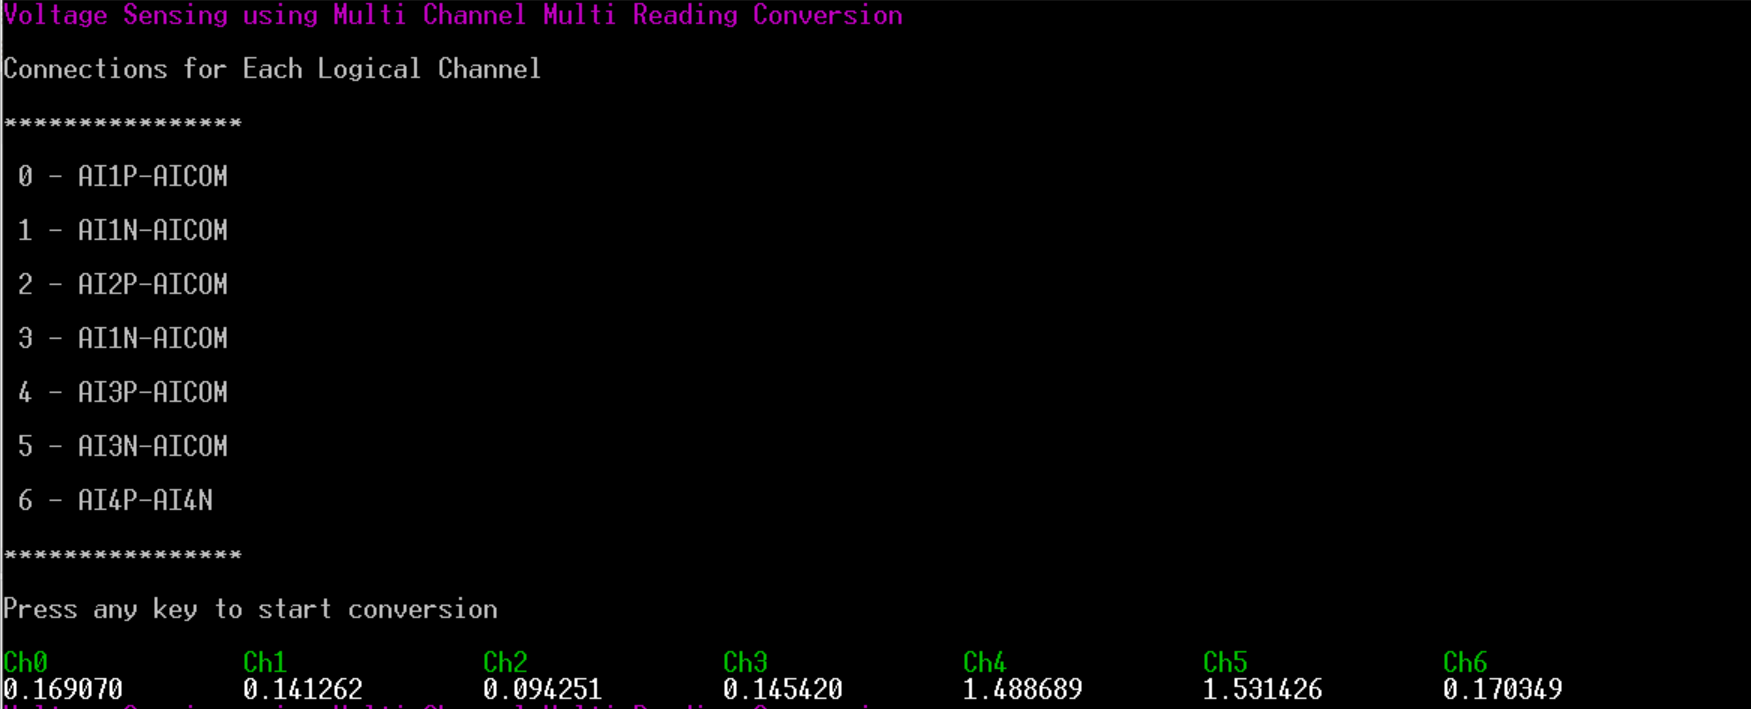 Voltage Sensing using Multi Channel Multi Reading Conversion
Connections for Each Logical Channel
****************
0 - AI1P-AICOM
1 - AI1N-AICOM
2 - AI2P-AICOM
3 - AI1N-AICOM
4 - AI3P-AICOM
5 - AI3N-AICOM
6 - AI4P-AI4N
****************
Press any key to start conversion
Ch0 Ch1 Ch2 Ch3 Ch4 Ch5 Ch6
0.169070 0.141262 0.094251 0.145420 1.488689 1.531426 0.170349